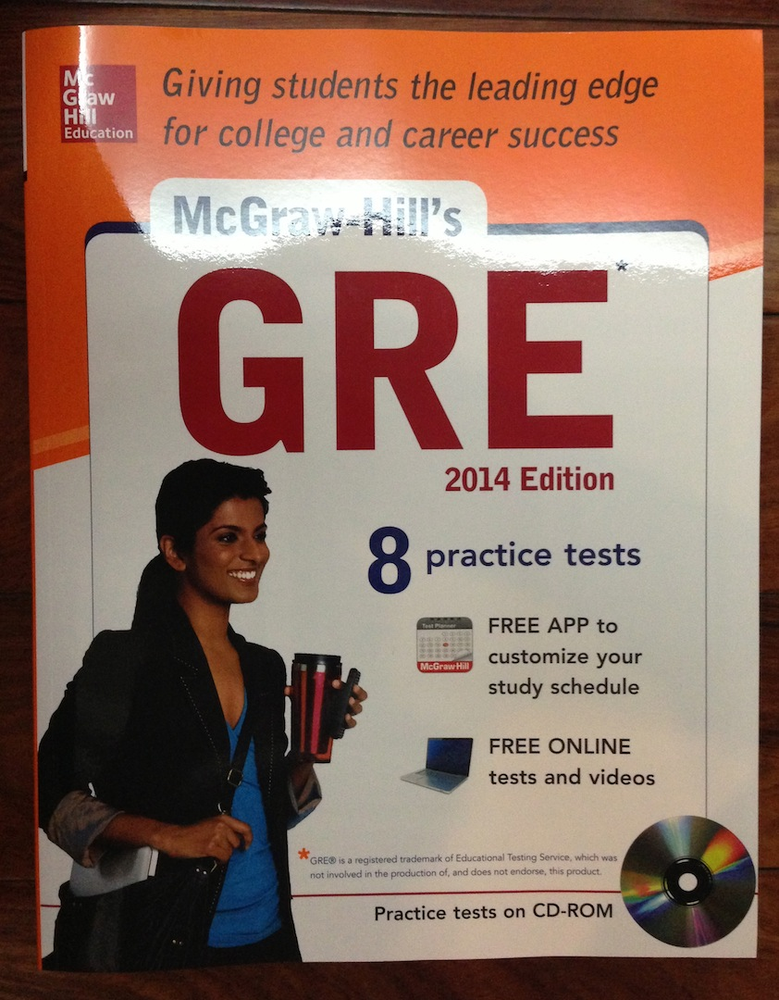 Mc
Graw
Hill
Education
Giving students the leading edge
for college and career success
McGraw-Hill's
GRE*
2014 Edition
8 practice tests
Test Planner
McGraw-Hill
FREE APP to
customize your
study schedule
FREE ONLINE
tests and videos
*GRE® is a registered trademark of Educational Testing Service, which was
not involved in the production of, and does not endorse, this product.
Practice tests on CD-ROM